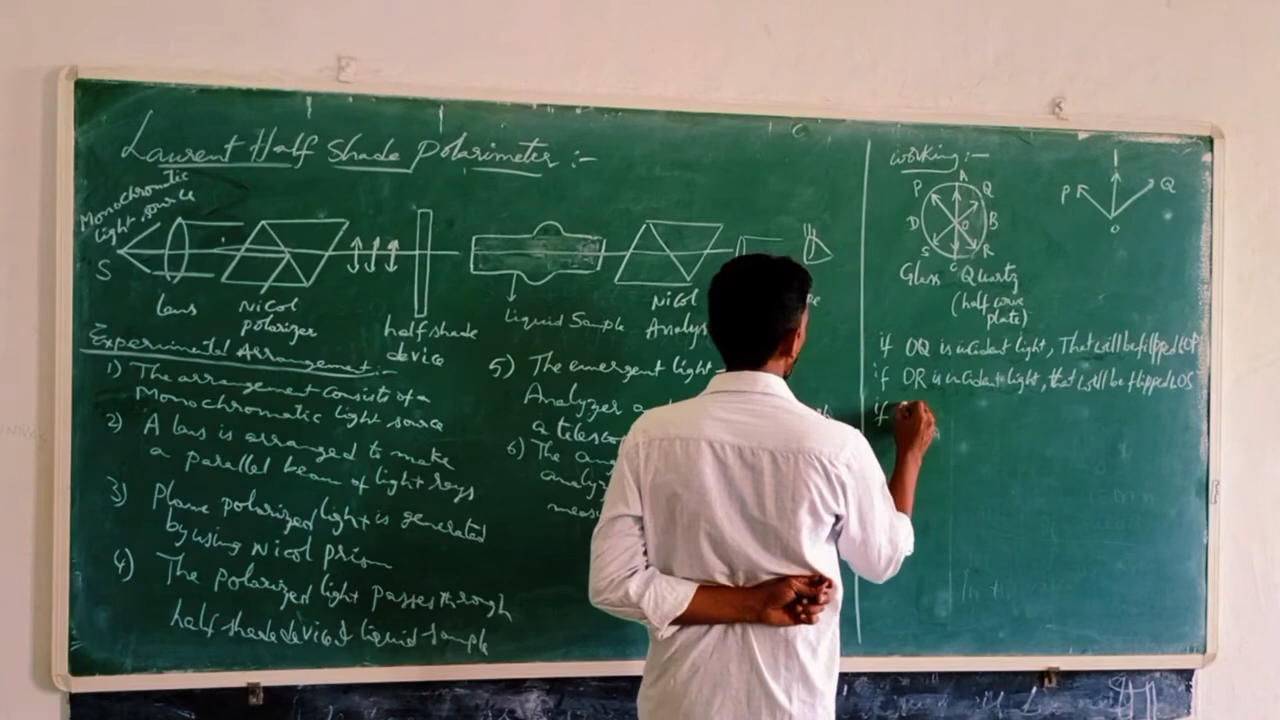 Laurent Half Shade Polarimeter :-
Monochromatic
light source
S
lens
Nicol
polarizer
half shade
device
Liquid Sample
Nicol
Analys
Experimental Arrangement :-
1) The arrangement consists of a
Monochromatic light source
2) A lens is arranged to make
a parallel beam of light rays
3) Plane polarized light is generated
by using Nicol prism
4) The polarized light passes through
half shade device & liquid sample
5) The emergent light
Analyzer a
a telesco
6) The an
analyz
meas
working :-
A
P Q
D B
S R
C
Glass Quartz
(half wave
plate)
P Q
O
if OQ is incident light, That will be flipped to OP
if OR is incident light, that will be flipped to OS
if